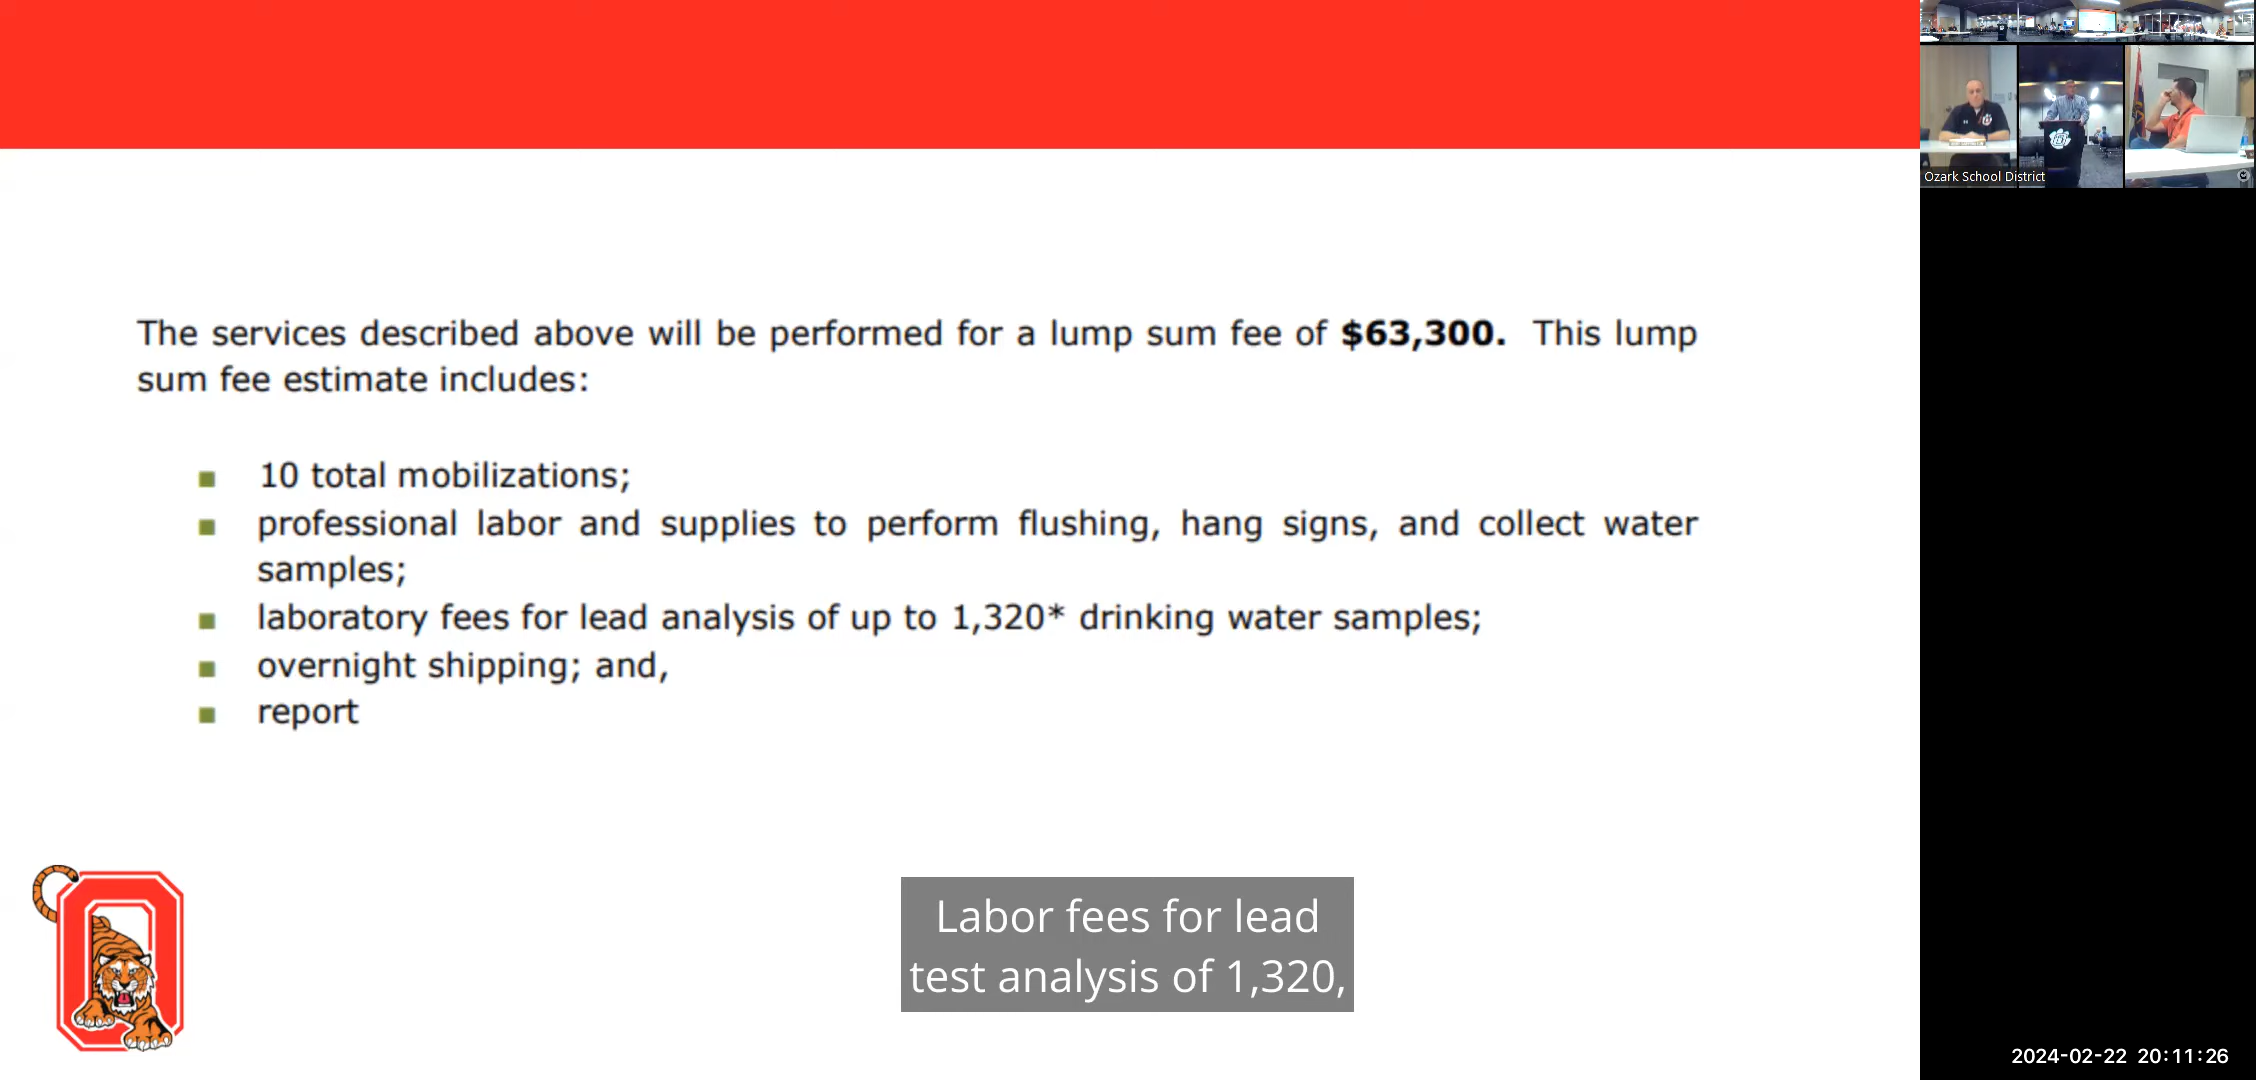 The services described above will be performed for a lump sum fee of $63,300. This lump
sum fee estimate includes:
10 total mobilizations;
professional labor and supplies to perform flushing, hang signs, and collect water
samples;
laboratory fees for lead analysis of up to 1,320* drinking water samples;
overnight shipping; and,
report
Labor fees for lead
test analysis of 1,320,
Ozark School District
2024-02-22 20:11:26